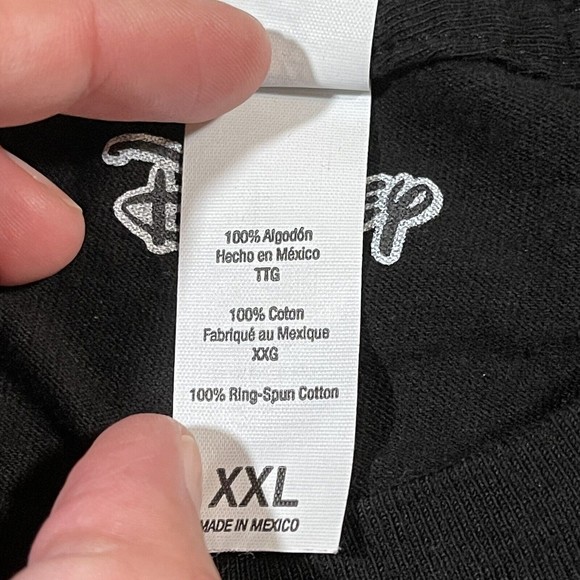 100% Algodón
Hecho en México
TTG
100% Coton
Fabriqué au Mexique
XXG
100% Ring-Spun Cotton
XXL
MADE IN MEXICO